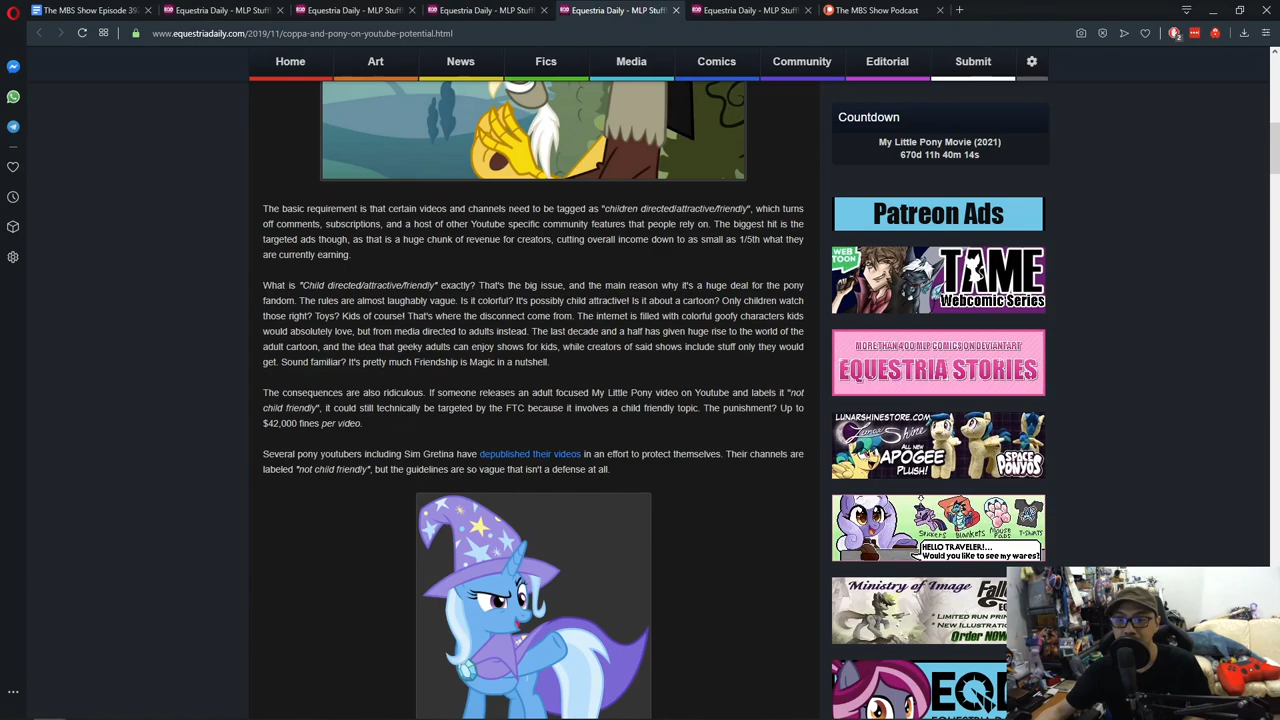 The MBS Show Episode 39
Equestria Daily - MLP Stuff
Equestria Daily - MLP Stuff
Equestria Daily - MLP Stuff
Equestria Daily - MLP Stuff
Equestria Daily - MLP Stuff
The MBS Show Podcast
www.equestriadaily.com/2019/11/coppa-and-pony-on-youtube-potential.html
2
Home
Art
News
Fics
Media
Comics
Community
Editorial
Submit
Countdown
My Little Pony Movie (2021)
670d 11h 40m 14s
The basic requirement is that certain videos and channels need to be tagged as "children directed/attractive/friendly", which turns
off comments, subscriptions, and a host of other Youtube specific community features that people rely on. The biggest hit is the
targeted ads though, as that is a huge chunk of revenue for creators, cutting overall income down to as small as 1/5th what they
are currently earning.
What is "Child directed/attractive/friendly" exactly? That's the big issue, and the main reason why it's a huge deal for the pony
fandom. The rules are almost laughably vague. Is it colorful? It's possibly child attractive! Is it about a cartoon? Only children watch
those right? Toys? Kids of course! That's where the disconnect come from. The internet is filled with colorful goofy characters kids
would absolutely love, but from media directed to adults instead. The last decade and a half has given huge rise to the world of the
adult cartoon, and the idea that geeky adults can enjoy shows for kids, while creators of said shows include stuff only they would
get. Sound familiar? It's pretty much Friendship is Magic in a nutshell.
The consequences are also ridiculous. If someone releases an adult focused My Little Pony video on Youtube and labels it "not
child friendly", it could still technically be targeted by the FTC because it involves a child friendly topic. The punishment? Up to
$42,000 fines per video.
Several pony youtubers including Sim Gretina have depublished their videos in an effort to protect themselves. Their channels are
labeled "not child friendly", but the guidelines are so vague that isn't a defense at all.
Patreon Ads
WEB
TOON
TAME
Webcomic Series
MORE THAN 400 MLP COMICS ON DEVIANTART
EQUESTRIA STORIES
LUNARSHINESTORE.COM
Lunar Shine
ALL NEW
APOGEE
PLUSH!
SPACE
PONYOS
STICKERS
BLANKETS
MOUSE
PADS
T-SHIRTS
HELLO TRAVELER!...
Would you like to see my wares?
Ministry of Image
• LIMITED RUN
• NEW ILLUSTRATION
Order NOW
EQD